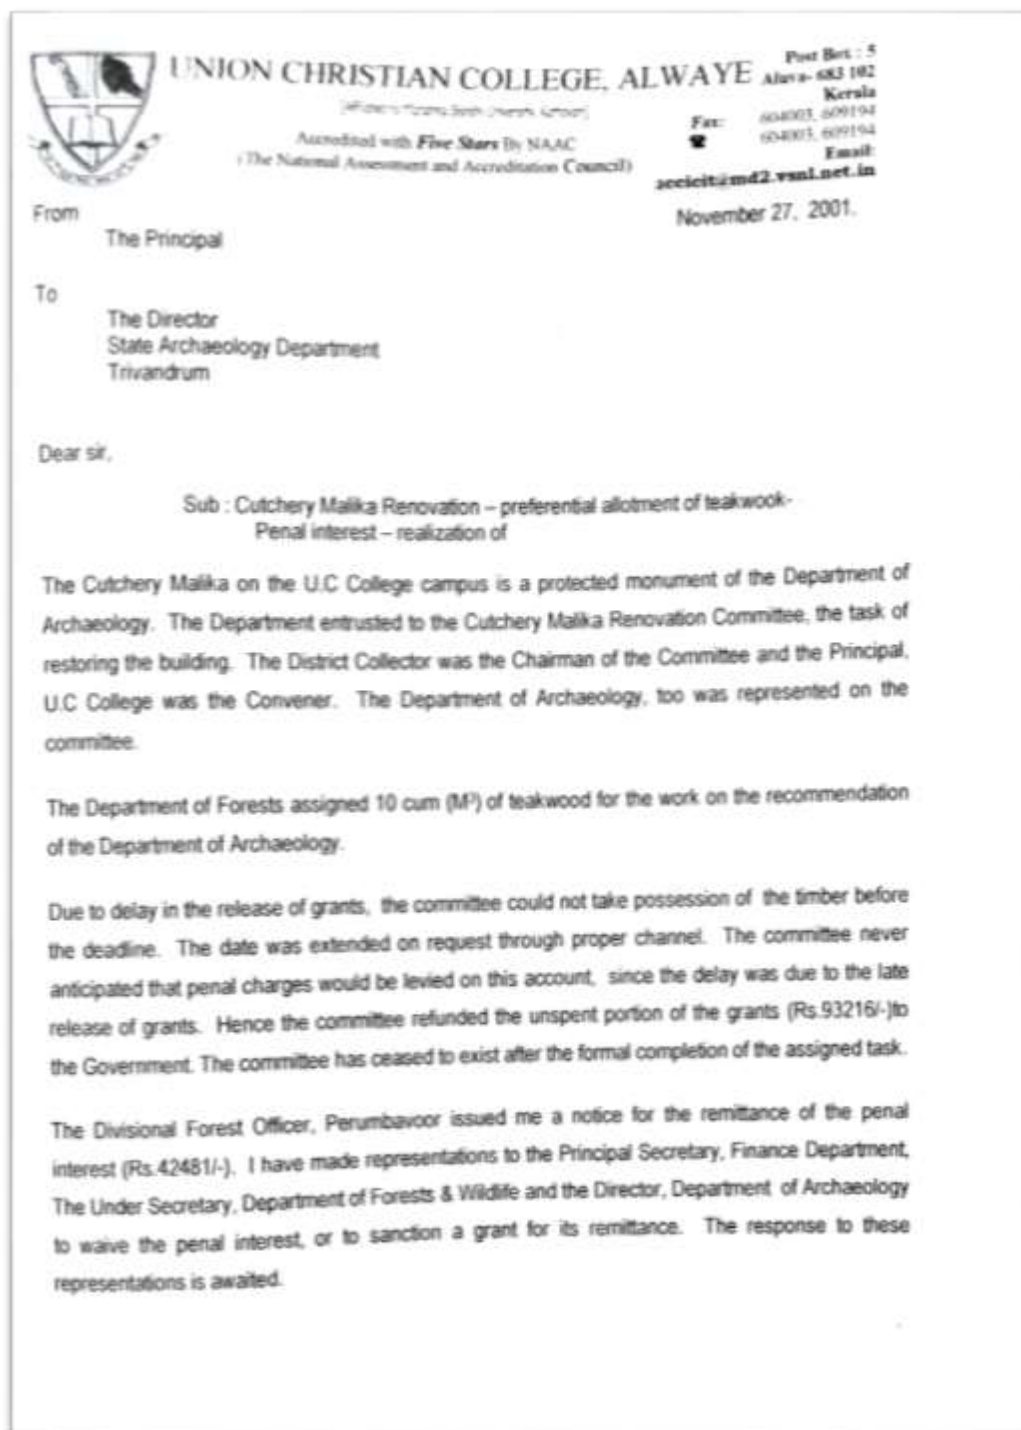 UNION CHRISTIAN COLLEGE, ALWAYE
Accredited with Five Stars By NAAC
(The National Assessment and Accreditation Council)
Post Box : 5
Aluva- 683 102
Kerala
Fax: 604003, 609194
☎ 604003, 609194
Email:
@md2.vsnl.net.in
November 27, 2001.
From
The Principal
To
The Director
State Archaeology Department
Trivandrum
Dear sir,
Sub : Cutchery Malika Renovation – preferential allotment of teakwook-
Penal interest – realization of
The Cutchery Malika on the U.C College campus is a protected monument of the Department of
Archaeology. The Department entrusted to the Cutchery Malika Renovation Committee, the task of
restoring the building. The District Collector was the Chairman of the Committee and the Principal,
U.C College was the Convener. The Department of Archaeology, too was represented on the
committee.
The Department of Forests assigned 10 cum (M³) of teakwood for the work on the recommendation
of the Department of Archaeology.
Due to delay in the release of grants, the committee could not take possession of the timber before
the deadline. The date was extended on request through proper channel. The committee never
anticipated that penal charges would be levied on this account, since the delay was due to the late
release of grants. Hence the committee refunded the unspent portion of the grants (Rs.93216/-)to
the Government. The committee has ceased to exist after the formal completion of the assigned task.
The Divisional Forest Officer, Perumbavoor issued me a notice for the remittance of the penal
interest (Rs.42481/-). I have made representations to the Principal Secretary, Finance Department,
The Under Secretary, Department of Forests & Wildlife and the Director, Department of Archaeology
to waive the penal interest, or to sanction a grant for its remittance. The response to these
representations is awaited.